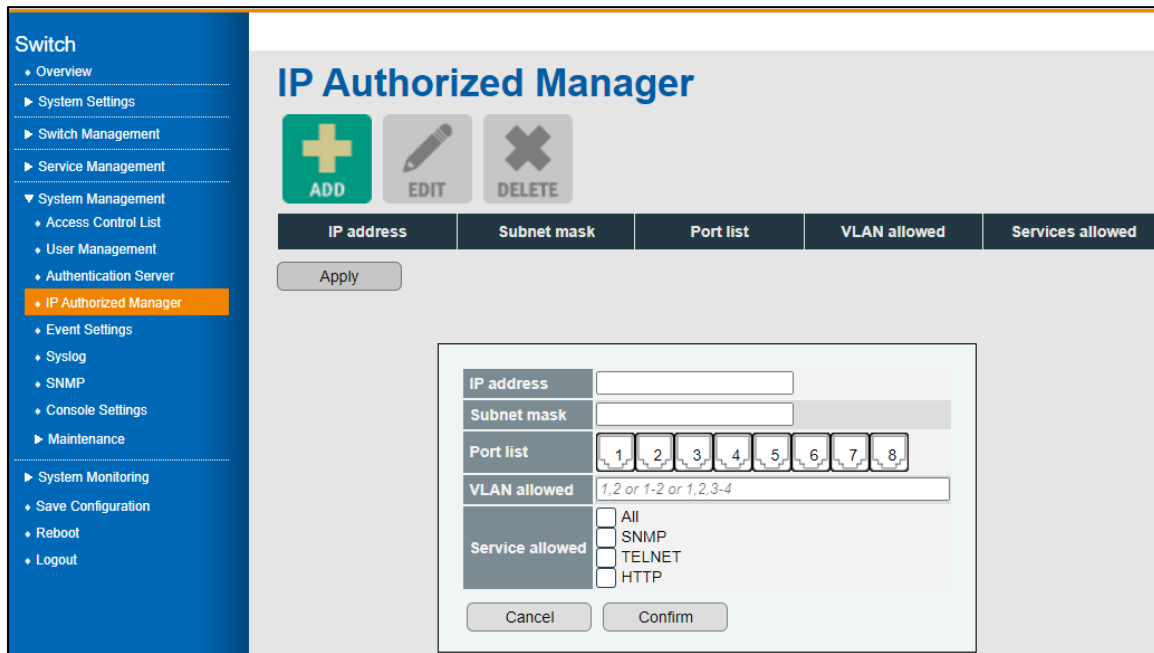 Switch
Overview
System Settings
Switch Management
Service Management
System Management
Access Control List
User Management
Authentication Server
IP Authorized Manager
Event Settings
Syslog
SNMP
Console Settings
Maintenance
System Monitoring
Save Configuration
Reboot
Logout
IP Authorized Manager
ADD EDIT DELETE
IP address Subnet mask Port list VLAN allowed Services allowed
Apply
IP address
Subnet mask
Port list 1 2 3 4 5 6 7 8
VLAN allowed 1,2 or 1-2 or 1,2,3-4
Service allowed
All
SNMP
TELNET
HTTP
Cancel Confirm